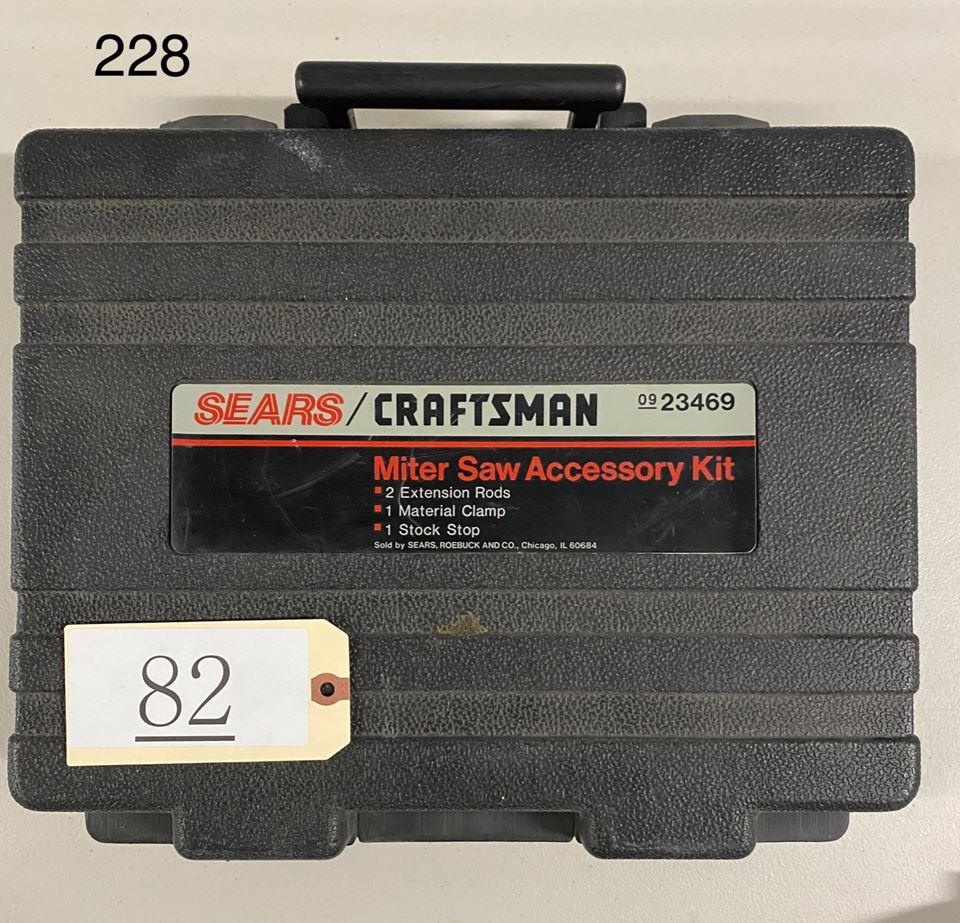 228
SEARS/CRAFTSMAN 09 23469
Miter Saw Accessory Kit
▪ 2 Extension Rods
▪ 1 Material Clamp
▪ 1 Stock Stop
Sold by SEARS, ROEBUCK AND CO., Chicago, IL 60684
82